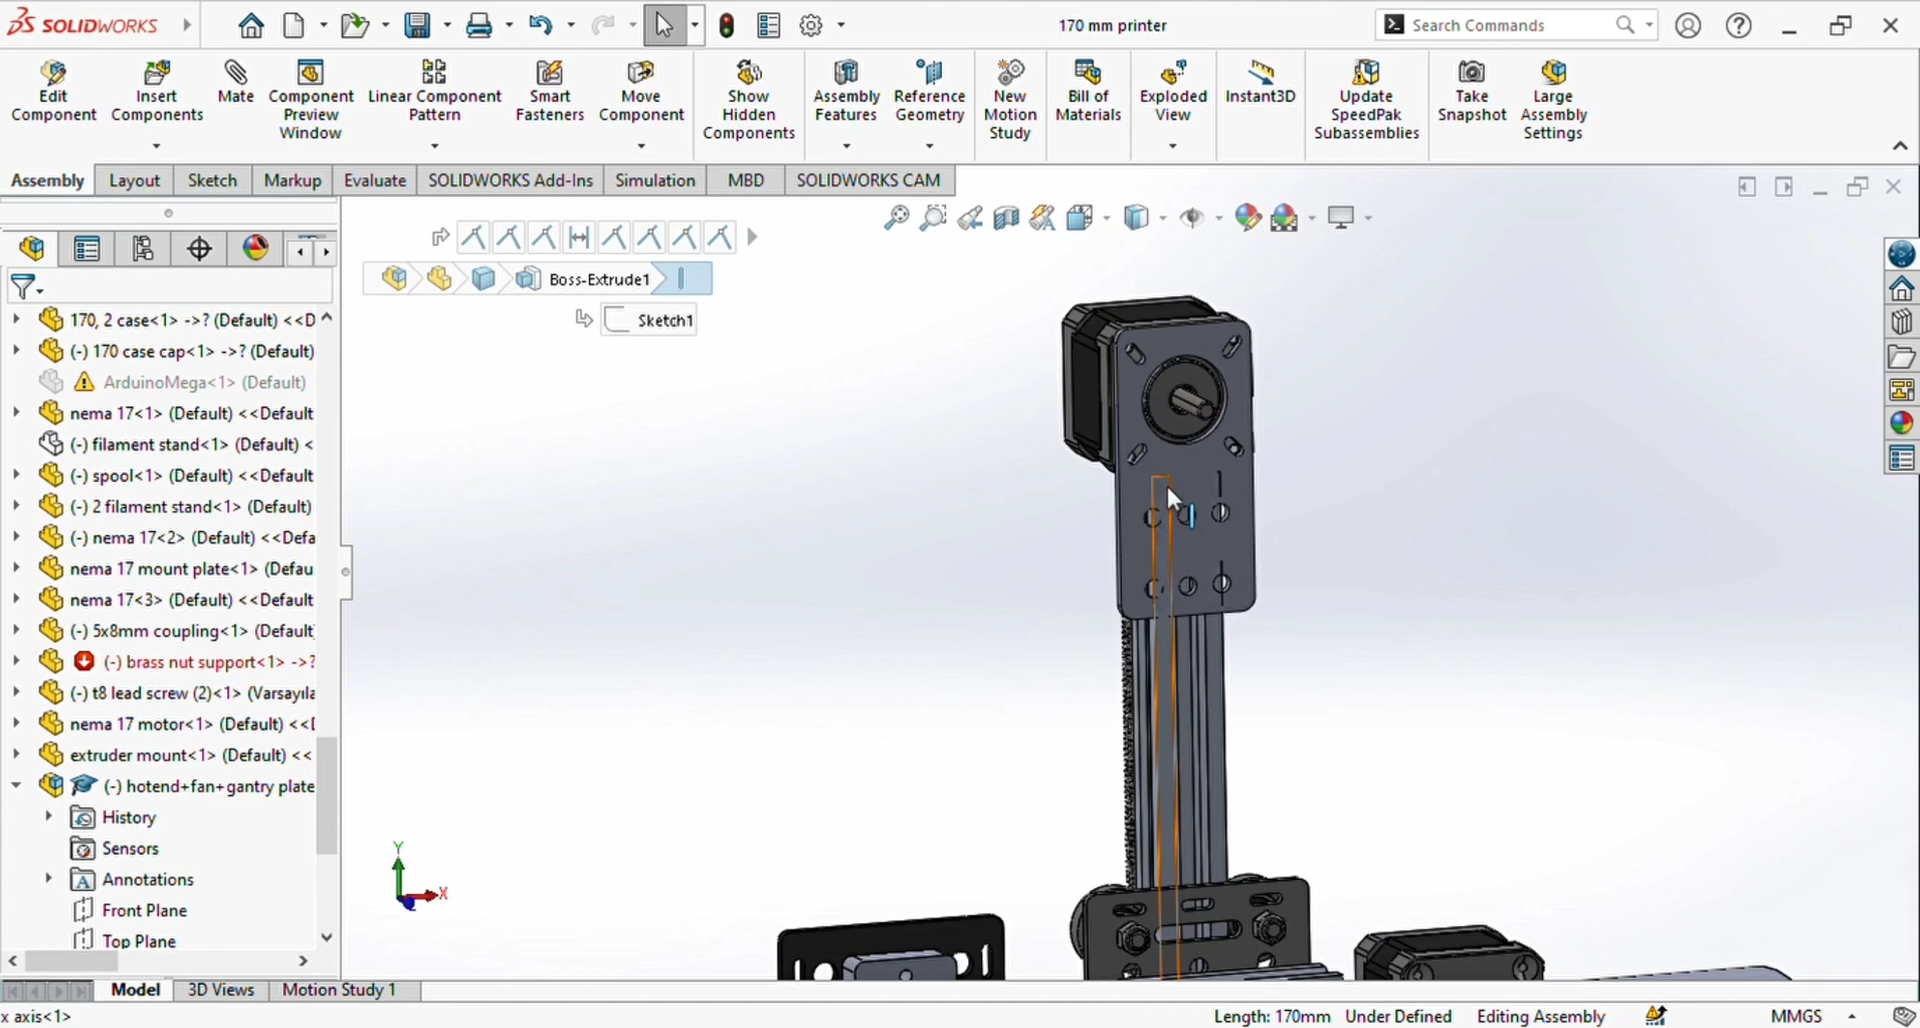 SOLIDWORKS
170 mm printer
Search Commands
Edit
Component
Insert
Components
Mate
Component
Preview
Window
Linear Component
Pattern
Smart
Fasteners
Move
Component
Show
Hidden
Components
Assembly
Features
Reference
Geometry
New
Motion
Study
Bill of
Materials
Exploded
View
Instant3D
Update
SpeedPak
Subassemblies
Take
Snapshot
Large
Assembly
Settings
Assembly
Layout
Sketch
Markup
Evaluate
SOLIDWORKS Add-Ins
Simulation
MBD
SOLIDWORKS CAM
Boss-Extrude1
Sketch1
170, 2 case<1> ->? (Default) <<D
(-) 170 case cap<1> ->? (Default)
ArduinoMega<1> (Default)
nema 17<1> (Default) <<Default
(-) filament stand<1> (Default) <
(-) spool<1> (Default) <<Default
(-) 2 filament stand<1> (Default)
(-) nema 17<2> (Default) <<Defa
nema 17 mount plate<1> (Defau
nema 17<3> (Default) <<Default
(-) 5x8mm coupling<1> (Default
(-) brass nut support<1> ->?
(-) t8 lead screw (2)<1> (Varsayıla
nema 17 motor<1> (Default) <<D
extruder mount<1> (Default) <<
(-) hotend+fan+gantry plate
History
Sensors
Annotations
Front Plane
Top Plane
Y
X
Model
3D Views
Motion Study 1
x axis<1>
Length: 170mm
Under Defined
Editing Assembly
MMGS